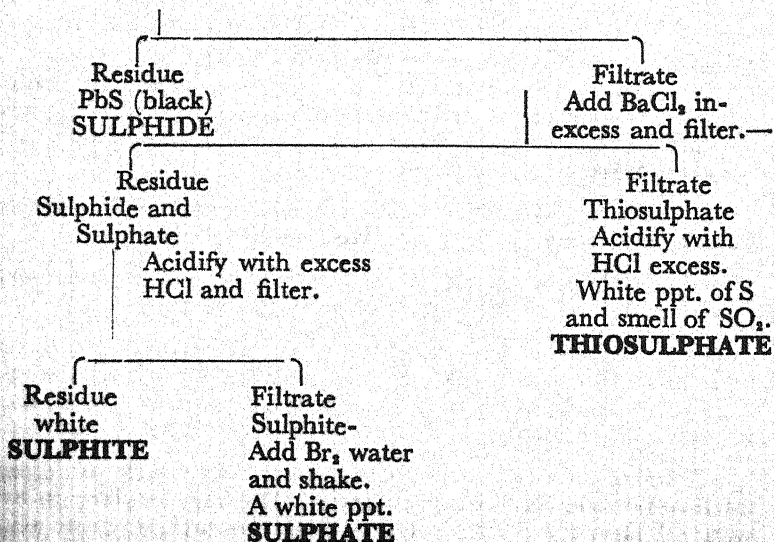 Residue
PbS (black)
SULPHIDE
Filtrate
Add BaCl₂ in-
excess and filter.—
Residue
Sulphide and
Sulphate
Acidify with excess
HCl and filter.
Filtrate
Thiosulphate
Acidify with
HCl excess.
White ppt. of S
and smell of SO₂.
THIOSULPHATE
Residue
white
SULPHITE
Filtrate
Sulphite-
Add Br₂ water
and shake.
A white ppt.
SULPHATE